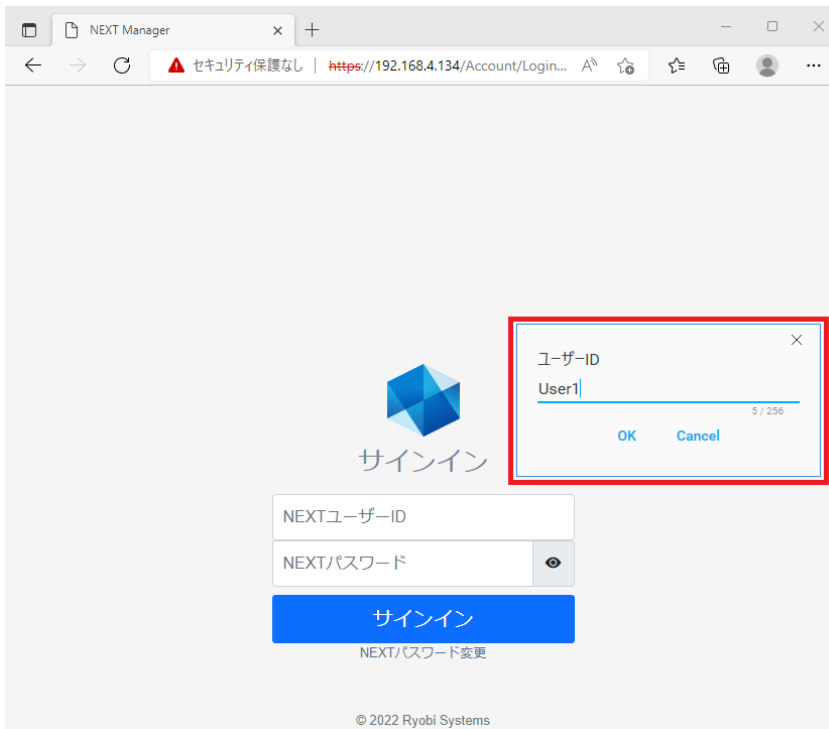 NEXT Manager
セキュリティ保護なし | https://192.168.4.134/Account/Login...
ユーザーID
User1
5 / 256
OK Cancel
サインイン
NEXTユーザーID
NEXTパスワード
サインイン
NEXTパスワード変更
© 2022 Ryobi Systems